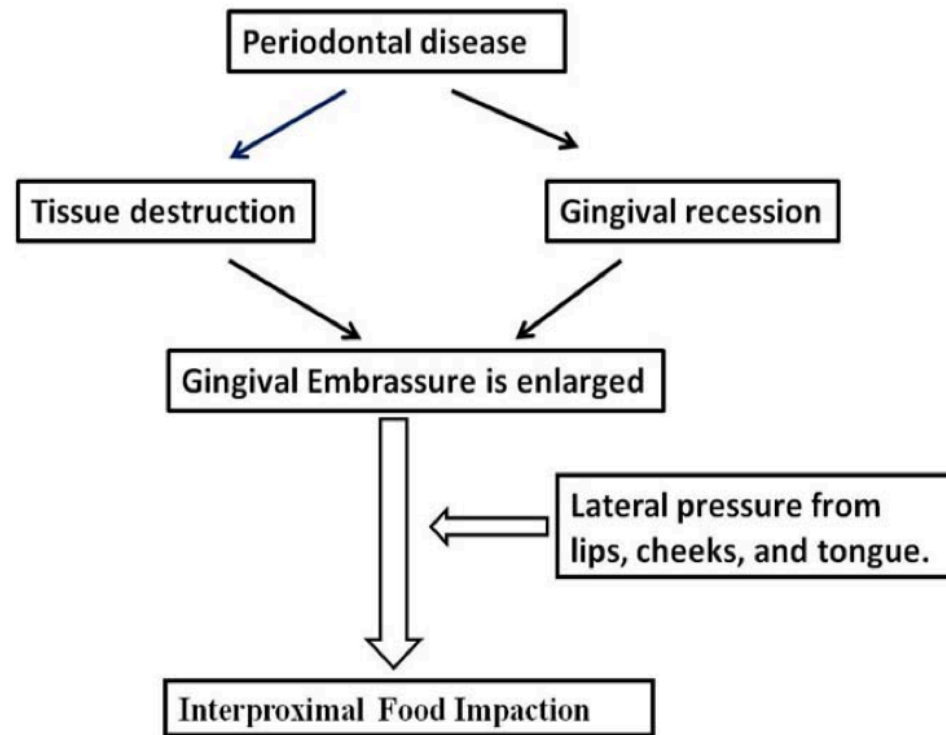 Periodontal disease
Tissue destruction
Gingival recession
Gingival Embrassure is enlarged
Lateral pressure from
lips, cheeks, and tongue.
Interproximal Food Impaction